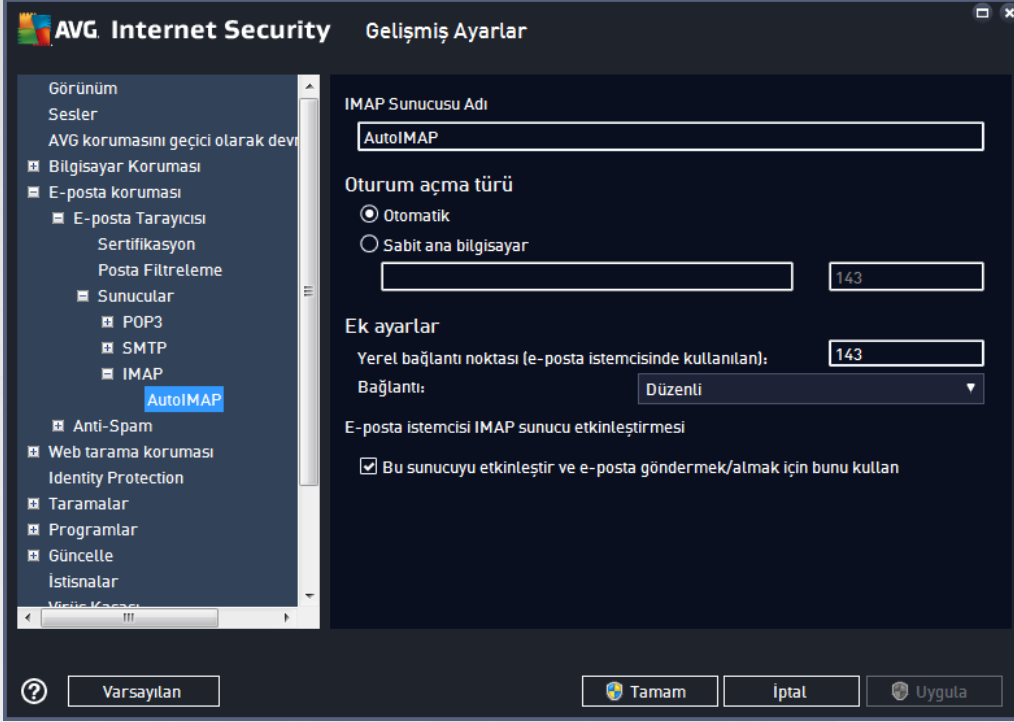 AVG Internet Security Gelişmiş Ayarlar
Görünüm
Sesler
AVG korumasını geçici olarak devr
Bilgisayar Koruması
E-posta koruması
E-posta Tarayıcısı
Sertifikasyon
Posta Filtreleme
Sunucular
POP3
SMTP
IMAP
AutoIMAP
Anti-Spam
Web tarama koruması
Identity Protection
Taramalar
Programlar
Güncelle
İstisnalar
Virüs Kasası
IMAP Sunucusu Adı
AutoIMAP
Oturum açma türü
Otomatik
Sabit ana bilgisayar
143
Ek ayarlar
Yerel bağlantı noktası (e-posta istemcisinde kullanılan): 143
Bağlantı: Düzenli
E-posta istemcisi IMAP sunucu etkinleştirmesi
Bu sunucuyu etkinleştir ve e-posta göndermek/almak için bunu kullan
Varsayılan Tamam İptal Uygula